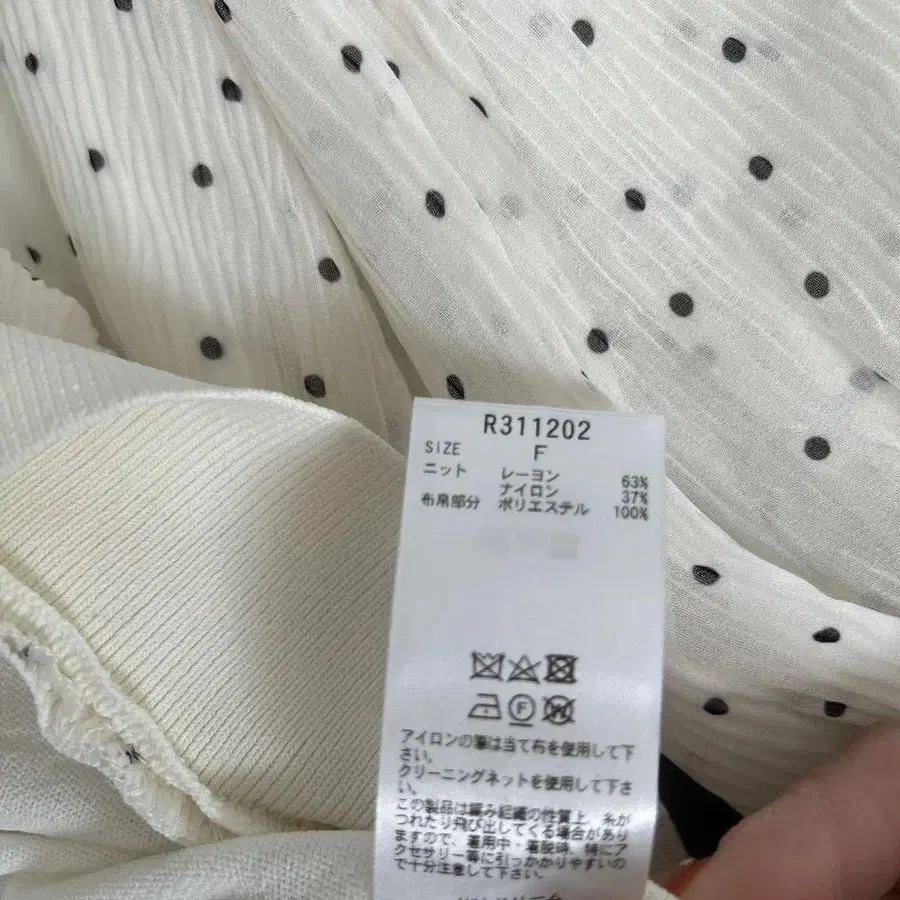 R311202
SIZE F
ニット レーヨン 63%
ナイロン 37%
布帛部分 ポリエステル 100%
F
W
アイロンの筆は当て布を使用して下
さい。
クリーニングネットを使用して下さ
い。
この製品は編み組織の性質上、糸が
つれたり飛び出してくる場合があり
ますので、着用中・着脱時、特にア
クセサリー等に引っかかりやすいの
で十分注意して下さい。